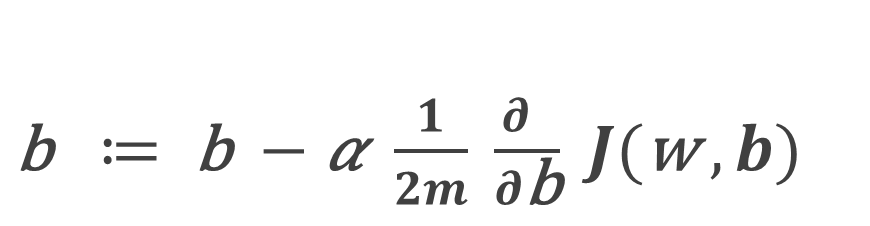 b := b − α 1/2m ∂/∂b J(w, b)